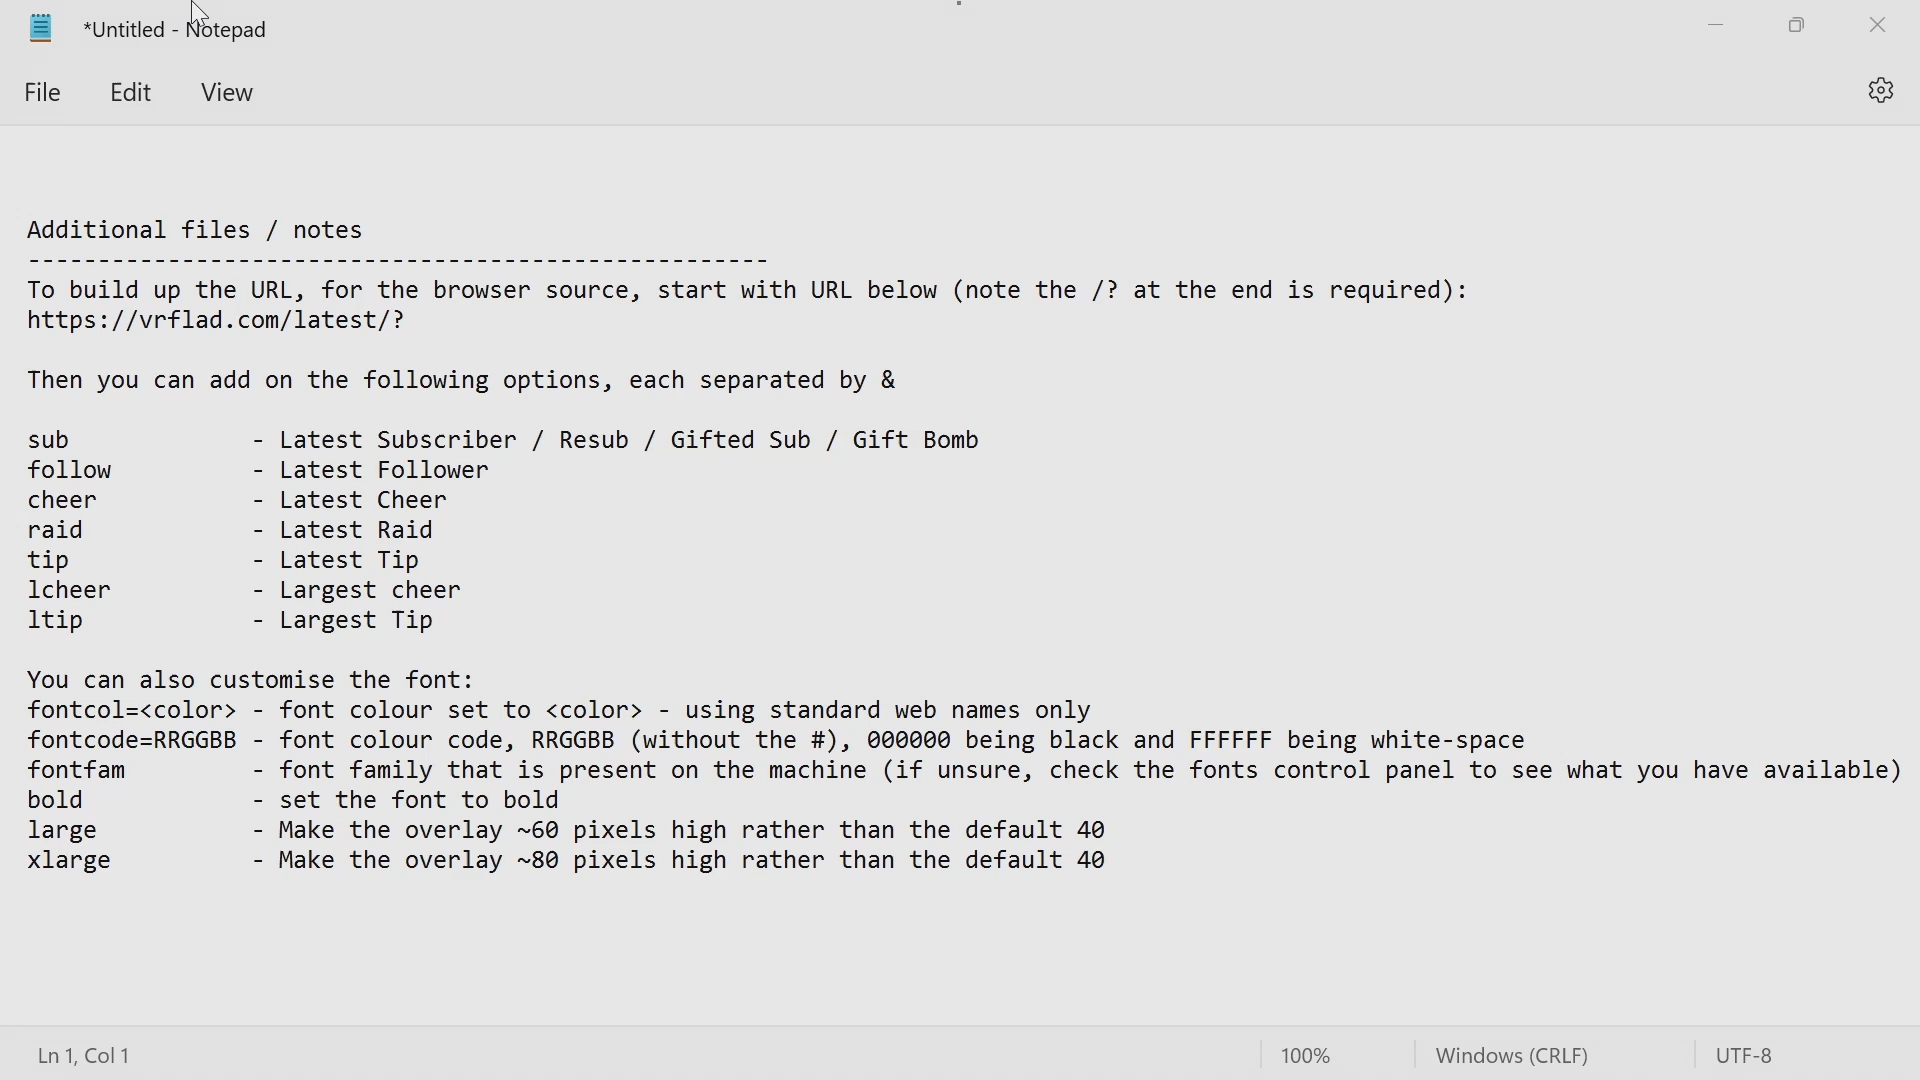 *Untitled - Notepad
File Edit View
Additional files / notes
-----------------------------------------------------
To build up the URL, for the browser source, start with URL below (note the /? at the end is required):
https://vrflad.com/latest/?
Then you can add on the following options, each separated by &
sub - Latest Subscriber / Resub / Gifted Sub / Gift Bomb
follow - Latest Follower
cheer - Latest Cheer
raid - Latest Raid
tip - Latest Tip
lcheer - Largest cheer
ltip - Largest Tip
You can also customise the font:
fontcol=<color> - font colour set to <color> - using standard web names only
fontcode=RRGGBB - font colour code, RRGGBB (without the #), 000000 being black and FFFFFF being white-space
fontfam - font family that is present on the machine (if unsure, check the fonts control panel to see what you have available)
bold - set the font to bold
large - Make the overlay ~60 pixels high rather than the default 40
xlarge - Make the overlay ~80 pixels high rather than the default 40
Ln 1, Col 1 100% Windows (CRLF) UTF-8